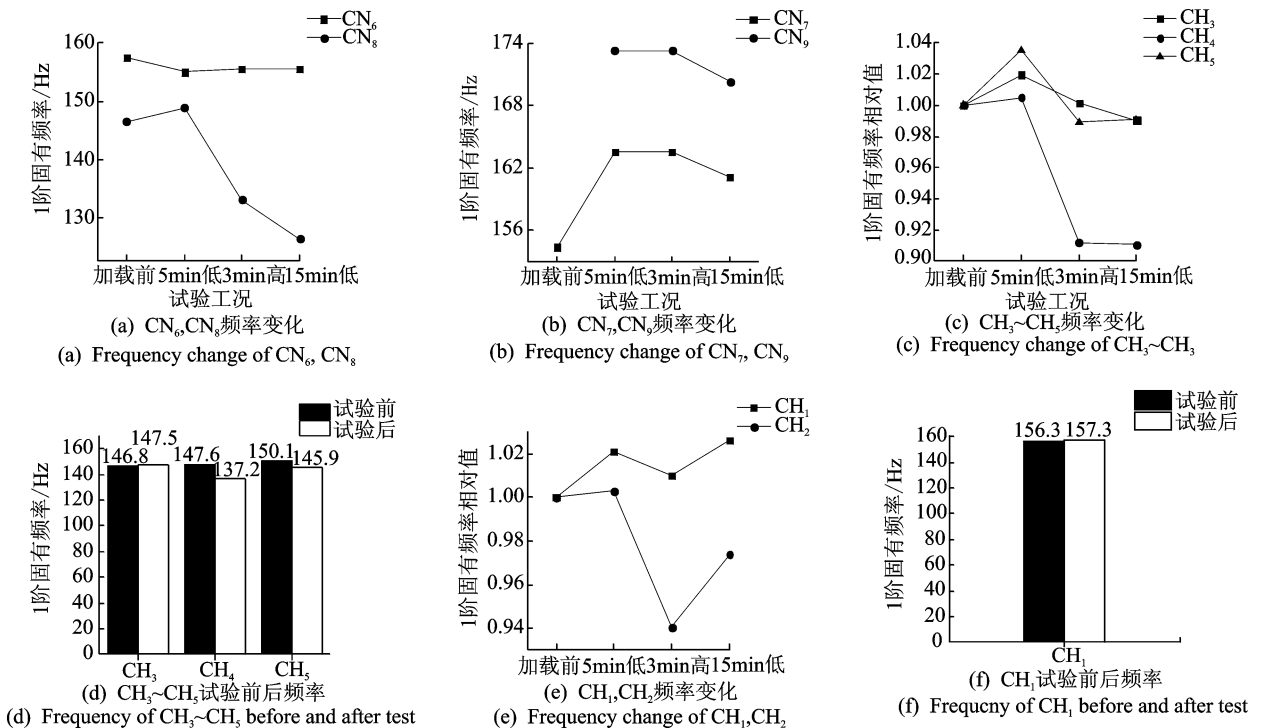 CN₆
CN₈
160
150
140
130
1阶固有频率/Hz
加载前 5min低 3min高 15min低
试验工况
(a) CN₆,CN₈频率变化
(a) Frequency change of CN₆, CN₈
CN₇
CN₉
174
168
162
156
1阶固有频率/Hz
加载前 5min低 3min高 15min低
试验工况
(b) CN₇,CN₉频率变化
(b) Frequency change of CN₇, CN₉
CH₃
CH₄
CH₅
1.04
1.02
1.00
0.98
0.96
0.94
0.92
0.90
1阶固有频率相对值
加载前 5min低 3min高 15min低
试验工况
(c) CH₃~CH₅频率变化
(c) Frequency change of CH₃~CH₃
试验前
试验后
160
140
120
100
80
60
40
20
0
1阶固有频率/Hz
146.8 147.5 147.6 137.2 150.1 145.9
CH₃ CH₄ CH₅
(d) CH₃~CH₅试验前后频率
(d) Frequency of CH₃~CH₅ before and after test
CH₁
CH₂
1.02
1.00
0.98
0.96
0.94
1阶固有频率相对值
加载前 5min低 3min高 15min低
(e) CH₁,CH₂频率变化
(e) Frequency change of CH₁,CH₂
试验前
试验后
160
140
120
100
80
60
40
20
0
1阶固有频率/Hz
156.3 157.3
CH₁
(f) CH₁试验前后频率
(f) Frequcny of CH₁ before and after test